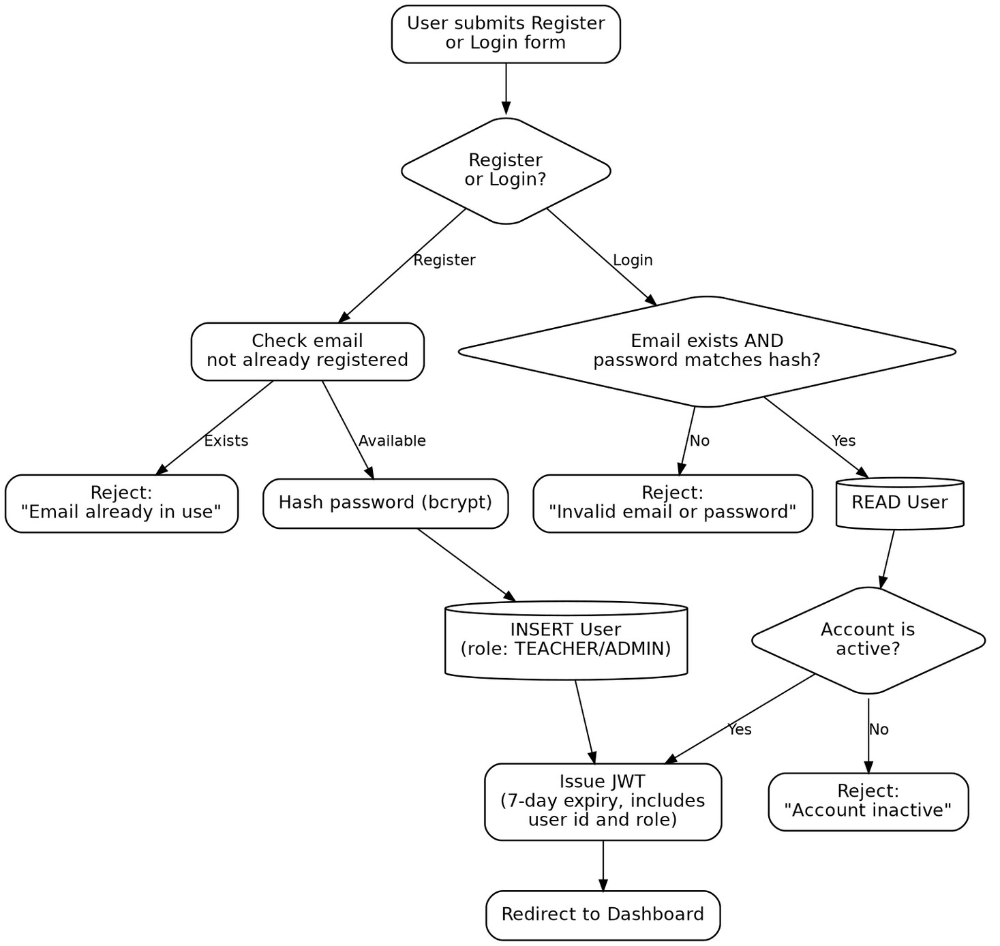 User submits Register
or Login form
Register
or Login?
Register
Login
Check email
not already registered
Email exists AND
password matches hash?
Exists
Available
No
Yes
Reject:
"Email already in use"
Hash password (bcrypt)
Reject:
"Invalid email or password"
READ User
INSERT User
(role: TEACHER/ADMIN)
Account is
active?
Yes
No
Issue JWT
(7-day expiry, includes
user id and role)
Reject:
"Account inactive"
Redirect to Dashboard